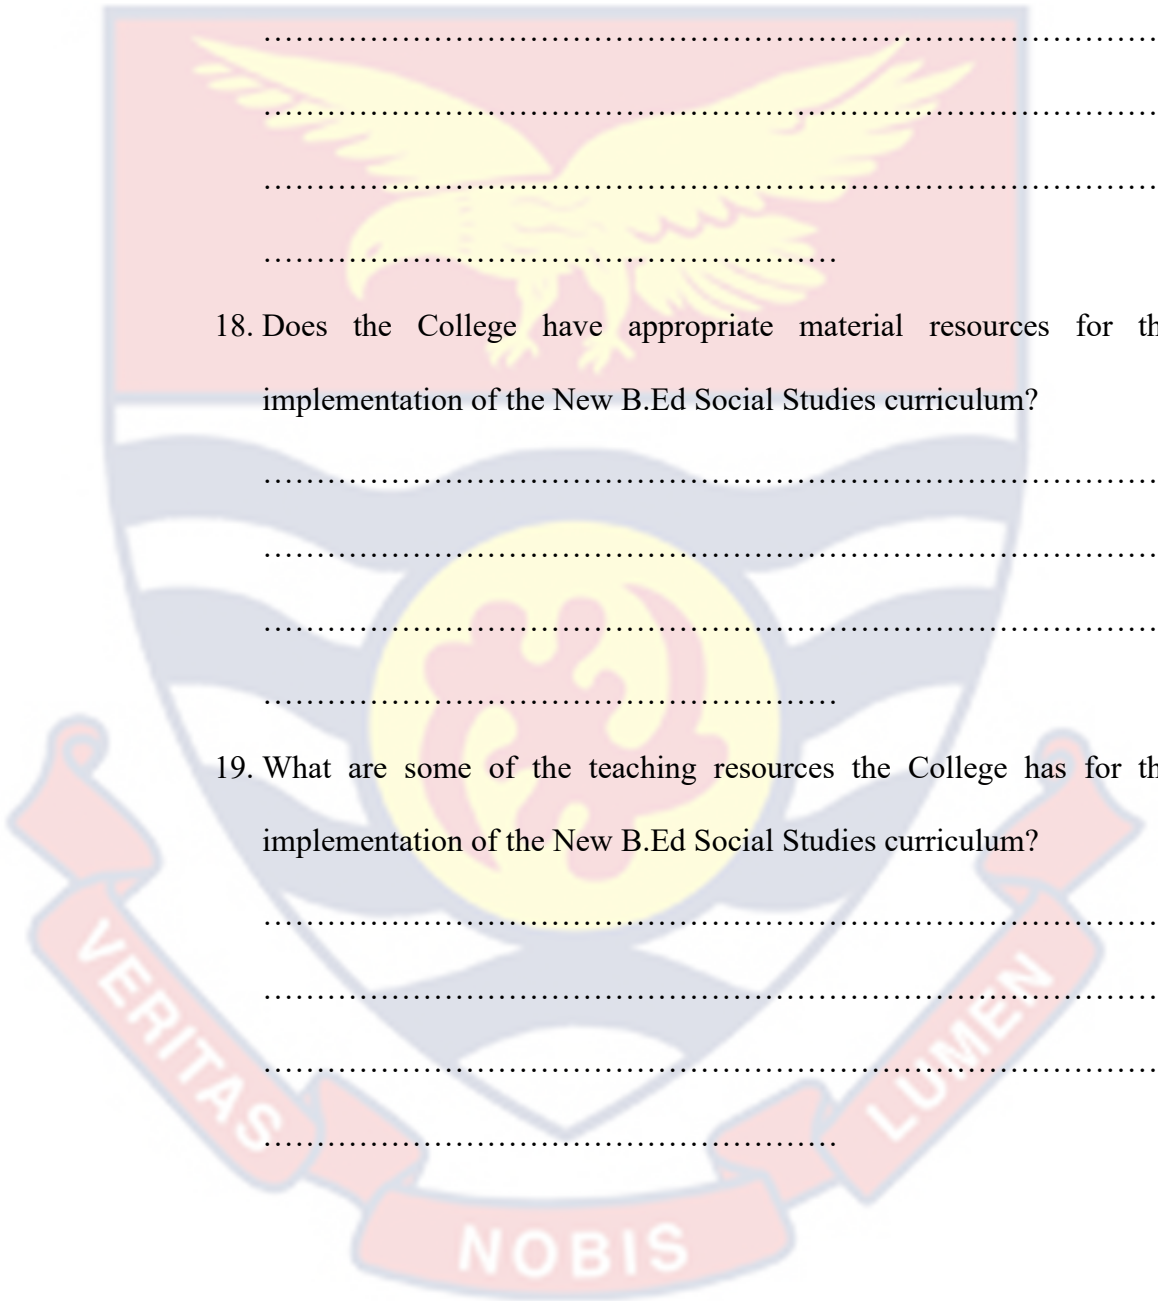 ……………………………………………………………………………
……………………………………………………………………………
……………………………………………………………………………
………………………………………………
18. Does the College have appropriate material resources for th
implementation of the New B.Ed Social Studies curriculum?
……………………………………………………………………………
……………………………………………………………………………
……………………………………………………………………………
………………………………………………
19. What are some of the teaching resources the College has for th
implementation of the New B.Ed Social Studies curriculum?
……………………………………………………………………………
……………………………………………………………………………
……………………………………………………………………………
………………………………………………
VERITAS
NOBIS
LUMEN